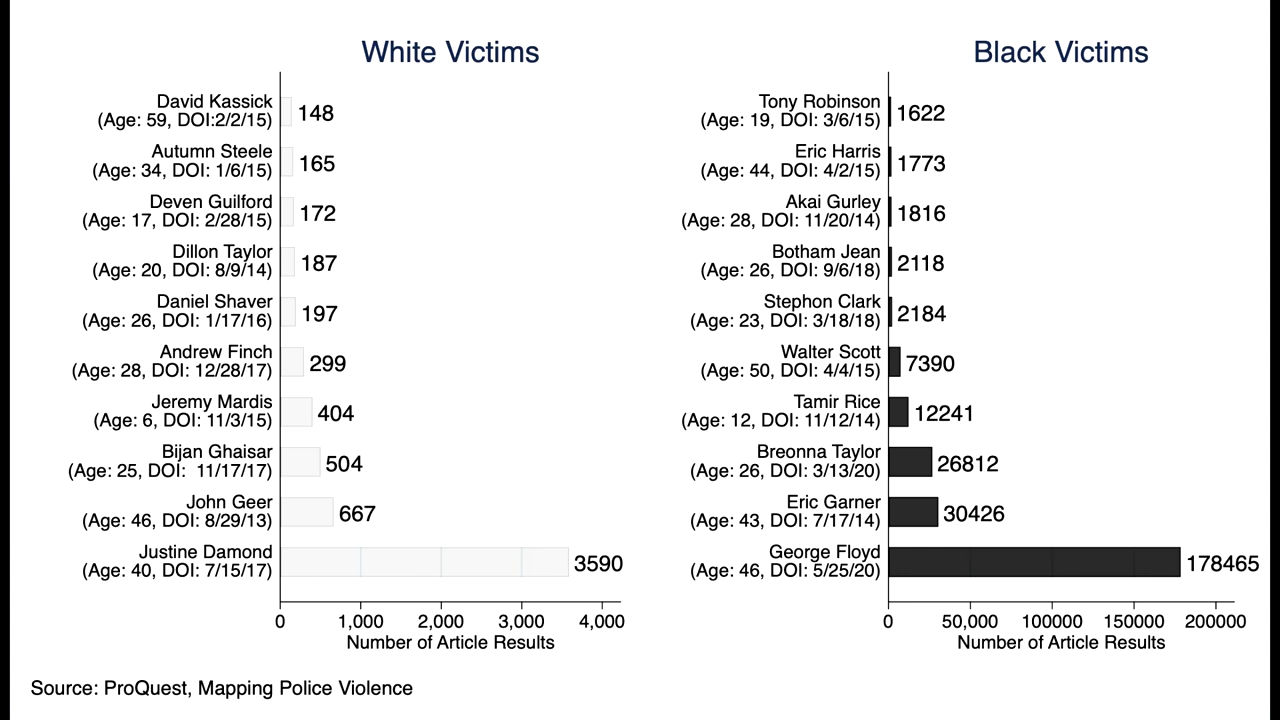 White Victims
David Kassick
(Age: 59, DOI:2/2/15)
148
Autumn Steele
(Age: 34, DOI: 1/6/15)
165
Deven Guilford
(Age: 17, DOI: 2/28/15)
172
Dillon Taylor
(Age: 20, DOI: 8/9/14)
187
Daniel Shaver
(Age: 26, DOI: 1/17/16)
197
Andrew Finch
(Age: 28, DOI: 12/28/17)
299
Jeremy Mardis
(Age: 6, DOI: 11/3/15)
404
Bijan Ghaisar
(Age: 25, DOI:  11/17/17)
504
John Geer
(Age: 46, DOI: 8/29/13)
667
Justine Damond
(Age: 40, DOI: 7/15/17)
3590
0 1,000 2,000 3,000 4,000
Number of Article Results
Black Victims
Tony Robinson
(Age: 19, DOI: 3/6/15)
1622
Eric Harris
(Age: 44, DOI: 4/2/15)
1773
Akai Gurley
(Age: 28, DOI: 11/20/14)
1816
Botham Jean
(Age: 26, DOI: 9/6/18)
2118
Stephon Clark
(Age: 23, DOI: 3/18/18)
2184
Walter Scott
(Age: 50, DOI: 4/4/15)
7390
Tamir Rice
(Age: 12, DOI: 11/12/14)
12241
Breonna Taylor
(Age: 26, DOI: 3/13/20)
26812
Eric Garner
(Age: 43, DOI: 7/17/14)
30426
George Floyd
(Age: 46, DOI: 5/25/20)
178465
0 50,000 100000 150000 200000
Number of Article Results
Source: ProQuest, Mapping Police Violence